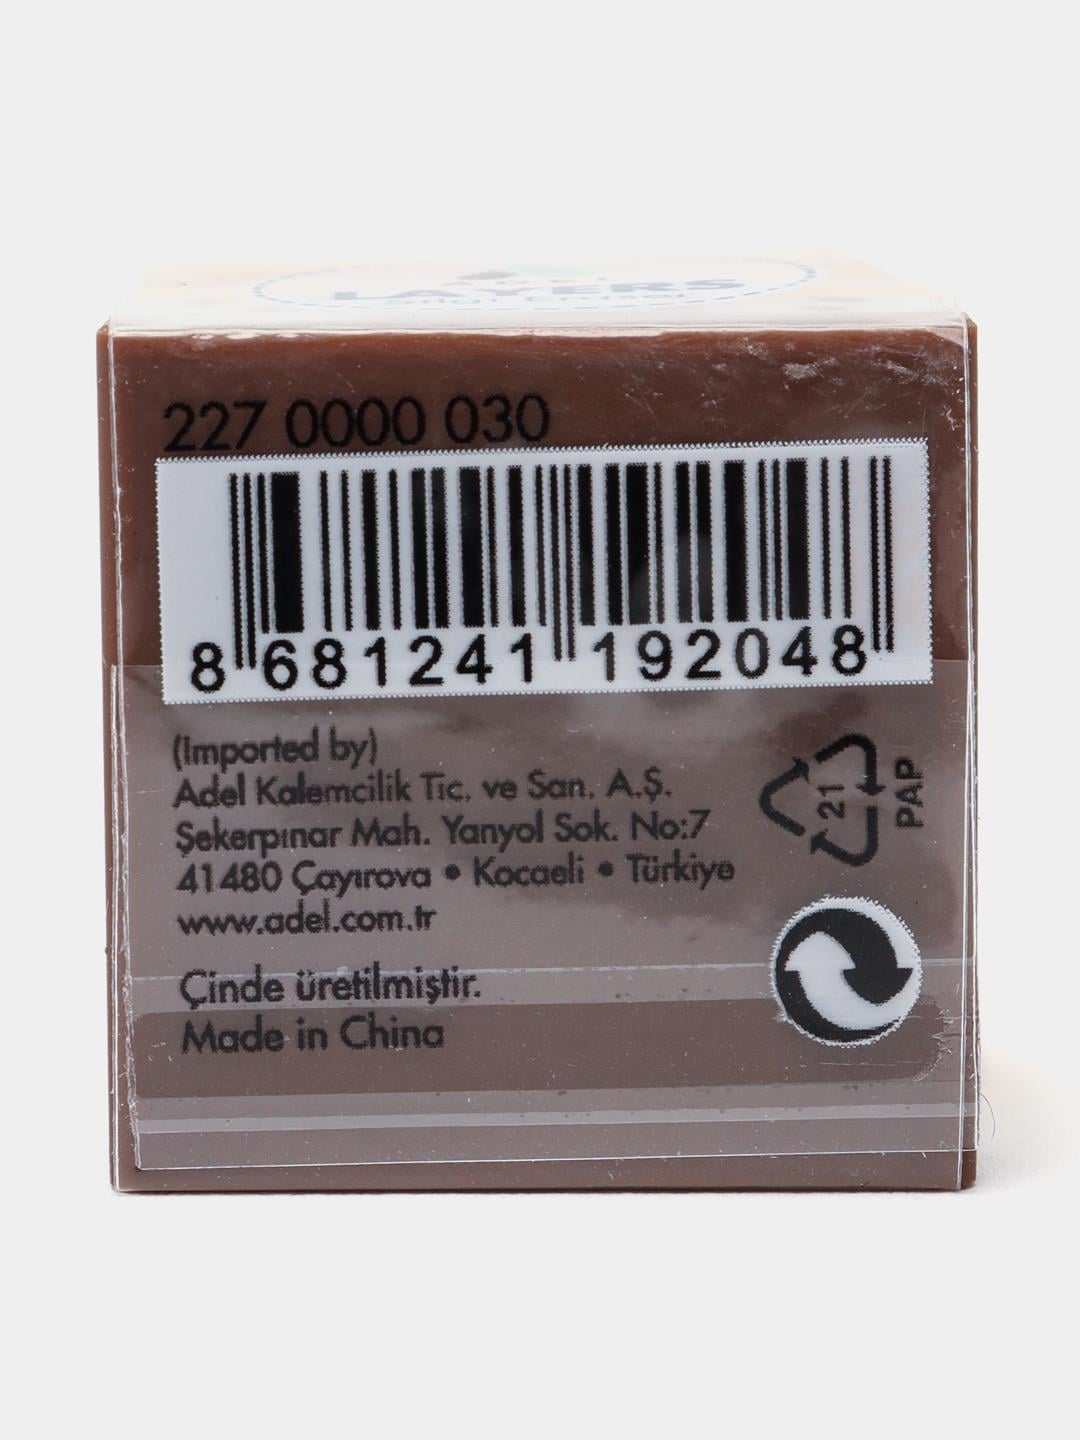 LAYERS
Eraser
227 0000 030
8 681241 192048
(Imported by)
Adel Kalemcilik Tic. ve San. A.Ş.
Şekerpınar Mah. Yanyol Sok. No:7
41480 Çayırova • Kocaeli • Türkiye
www.adel.com.tr
21
PAP
Çinde üretilmiştir.
Made in China